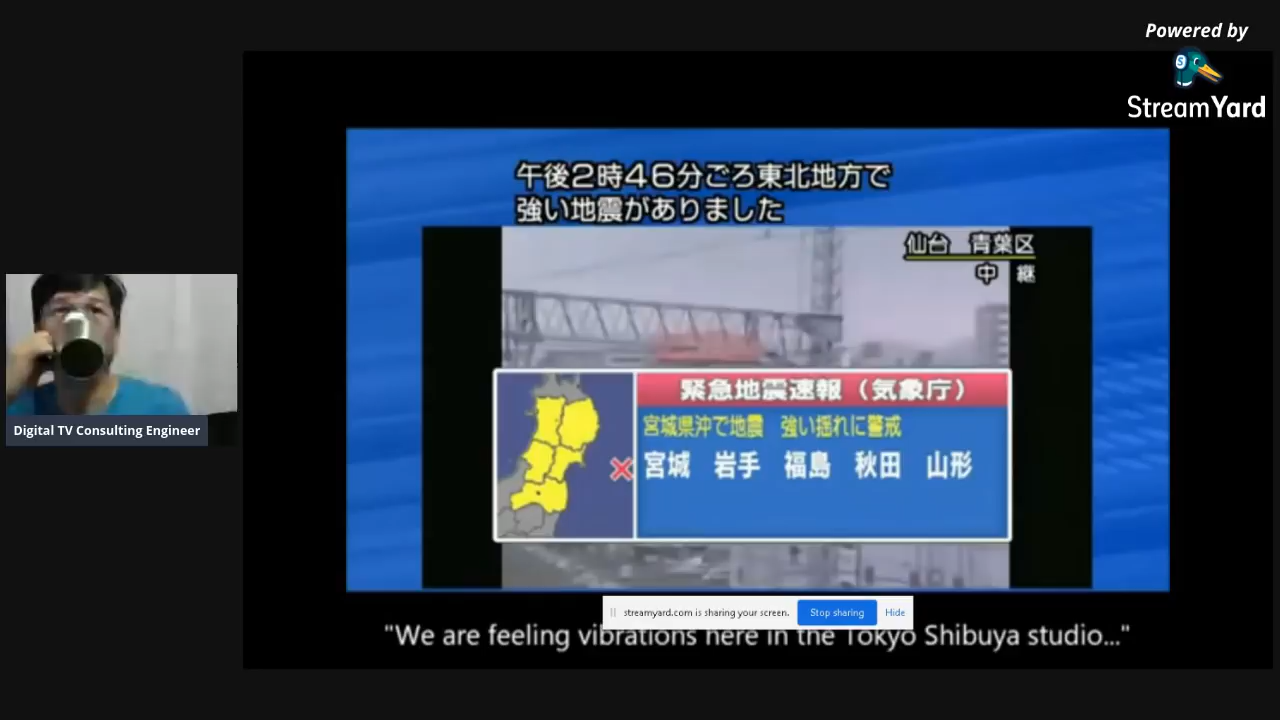 Powered by
StreamYard
午後2時46分ごろ東北地方で
強い地震がありました
仙台 青葉区
中 継
緊急地震速報（気象庁）
宮城県沖で地震 強い揺れに警戒
宮城 岩手 福島 秋田 山形
Digital TV Consulting Engineer
streamyard.com is sharing your screen. Stop sharing Hide
"We are feeling vibrations here in the Tokyo Shibuya studio..."